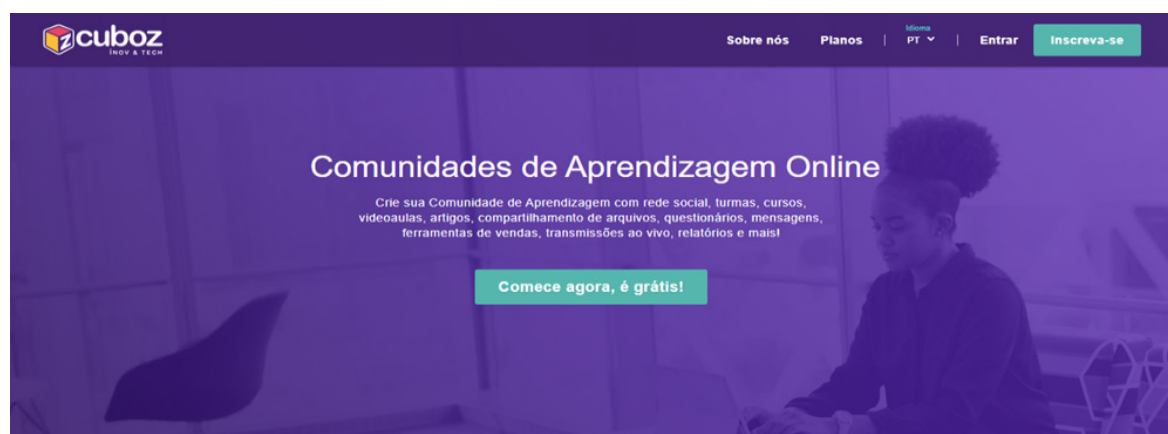 cuboz
INOV & TECH
Sobre nós Planos | Idioma PT | Entrar Inscreva-se
Comunidades de Aprendizagem Online
Crie sua Comunidade de Aprendizagem com rede social, turmas, cursos,
videoaulas, artigos, compartilhamento de arquivos, questionários, mensagens,
ferramentas de vendas, transmissões ao vivo, relatórios e mais!
Comece agora, é grátis!